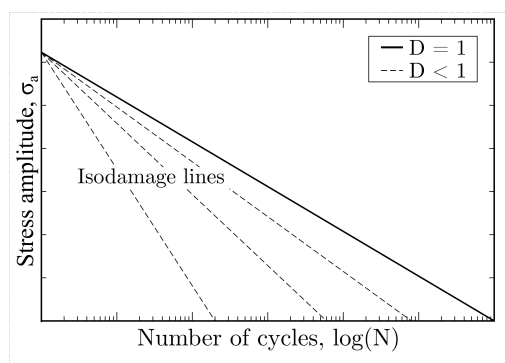 D = 1
D < 1
Isodamage lines
Stress amplitude, σₐ
Number of cycles, log(N)